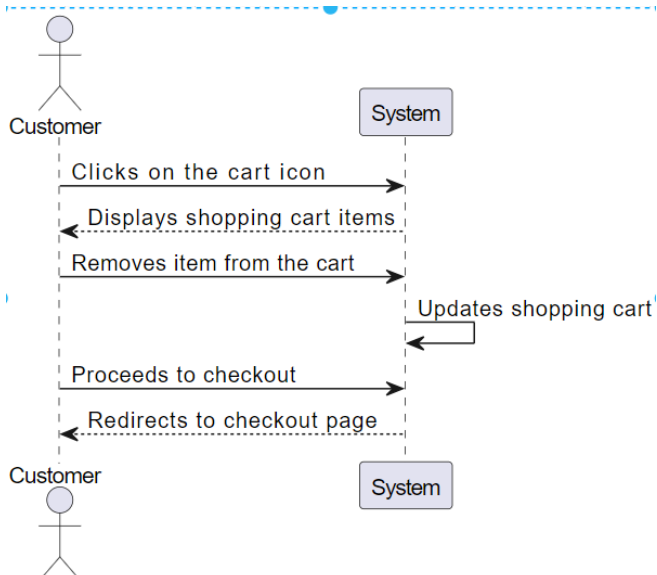 Customer
System
Clicks on the cart icon
Displays shopping cart items
Removes item from the cart
Updates shopping cart
Proceeds to checkout
Redirects to checkout page
Customer
System